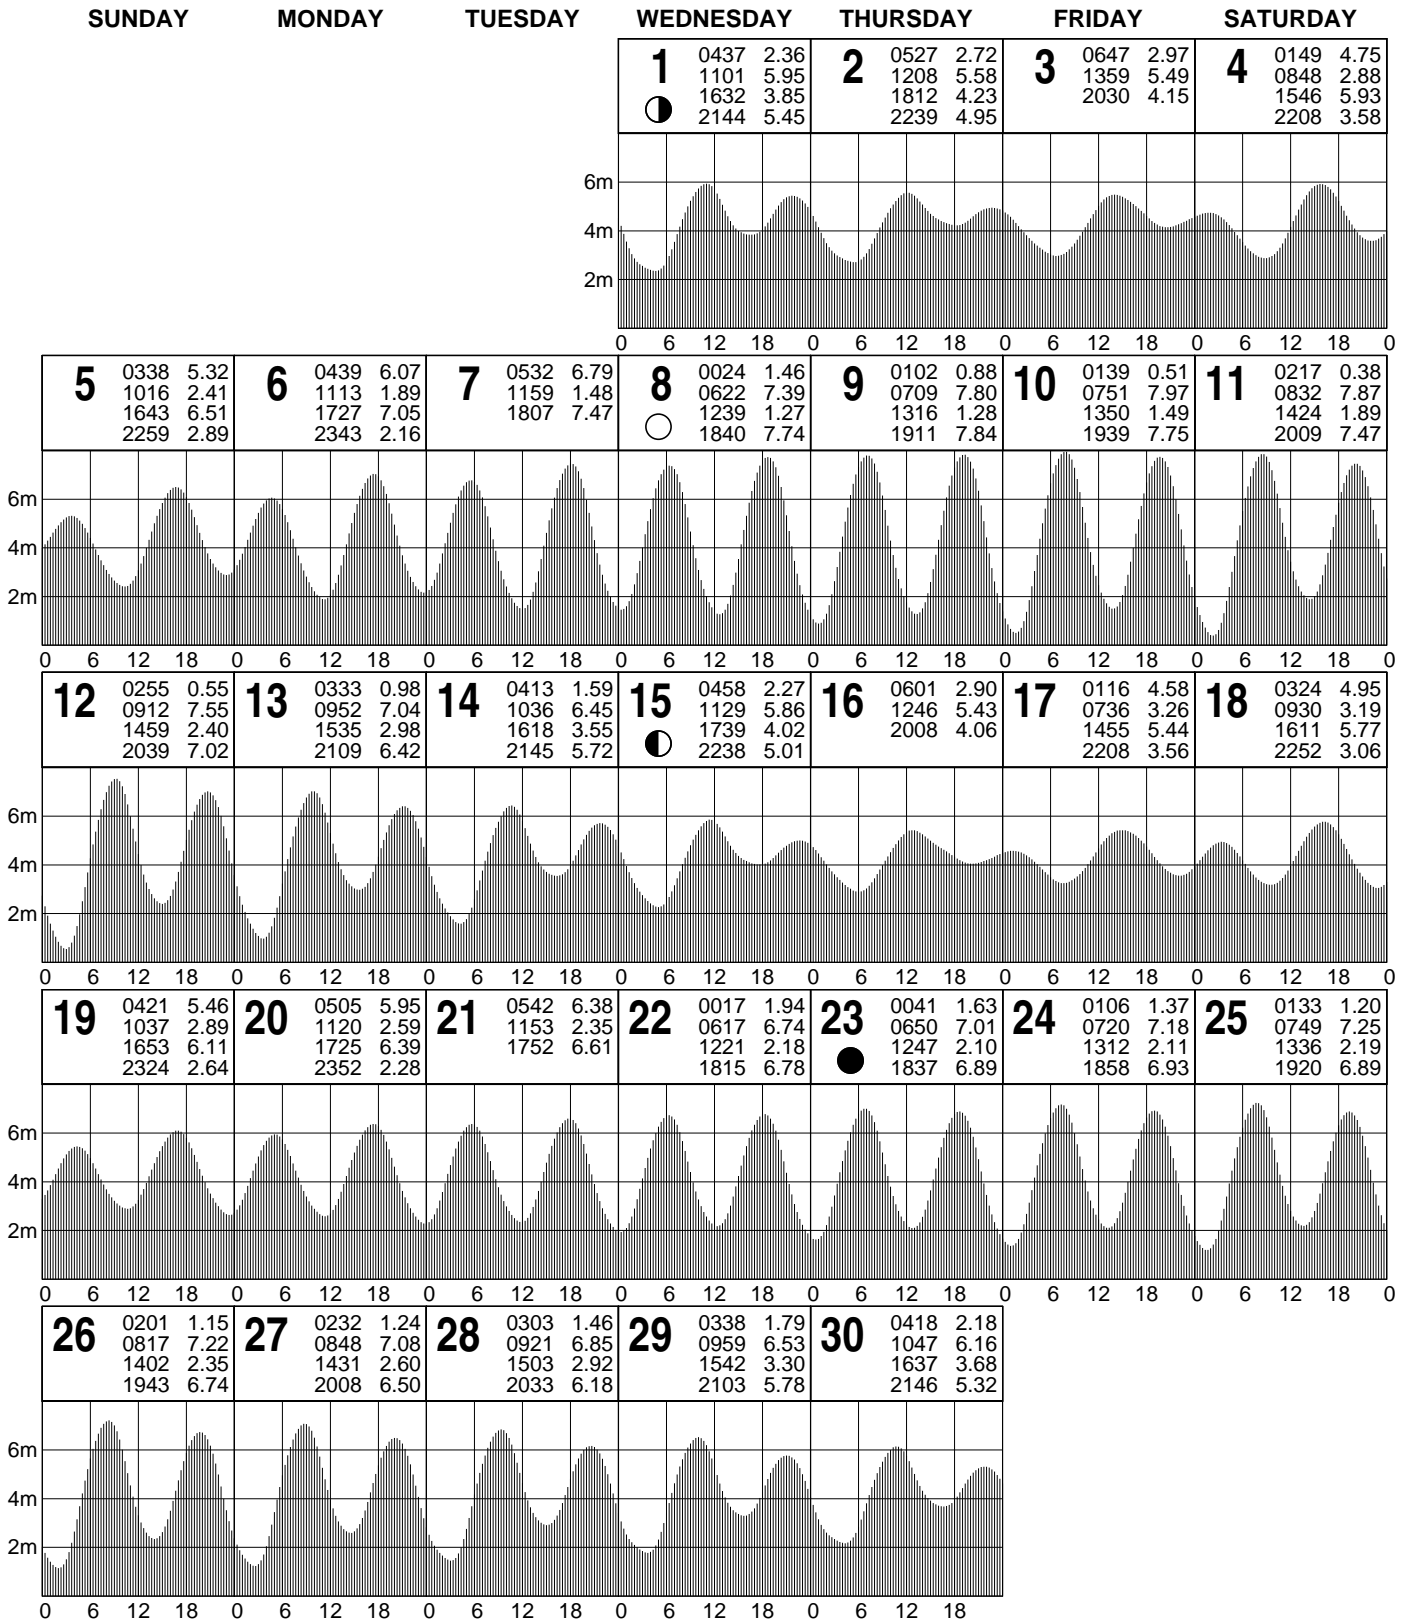 SUNDAY MONDAY TUESDAY WEDNESDAY THURSDAY FRIDAY SATURDAY
1 0437 2.36
1101 5.95
1632 3.85
2144 5.45
2 0527 2.72
1208 5.58
1812 4.23
2239 4.95
3 0647 2.97
1359 5.49
2030 4.15
4 0149 4.75
0848 2.88
1546 5.93
2208 3.58
6m
4m
2m
0 6 12 18 0 6 12 18 0 6 12 18 0 6 12 18 0
5 0338 5.32
1016 2.41
1643 6.51
2259 2.89
6 0439 6.07
1113 1.89
1727 7.05
2343 2.16
7 0532 6.79
1159 1.48
1807 7.47
8 0024 1.46
0622 7.39
1239 1.27
1840 7.74
9 0102 0.88
0709 7.80
1316 1.28
1911 7.84
10 0139 0.51
0751 7.97
1350 1.49
1939 7.75
11 0217 0.38
0832 7.87
1424 1.89
2009 7.47
6m
4m
2m
0 6 12 18 0 6 12 18 0 6 12 18 0 6 12 18 0 6 12 18 0 6 12 18 0 6 12 18 0
12 0255 0.55
0912 7.55
1459 2.40
2039 7.02
13 0333 0.98
0952 7.04
1535 2.98
2109 6.42
14 0413 1.59
1036 6.45
1618 3.55
2145 5.72
15 0458 2.27
1129 5.86
1739 4.02
2238 5.01
16 0601 2.90
1246 5.43
2008 4.06
17 0116 4.58
0736 3.26
1455 5.44
2208 3.56
18 0324 4.95
0930 3.19
1611 5.77
2252 3.06
6m
4m
2m
0 6 12 18 0 6 12 18 0 6 12 18 0 6 12 18 0 6 12 18 0 6 12 18 0 6 12 18 0
19 0421 5.46
1037 2.89
1653 6.11
2324 2.64
20 0505 5.95
1120 2.59
1725 6.39
2352 2.28
21 0542 6.38
1153 2.35
1752 6.61
22 0017 1.94
0617 6.74
1221 2.18
1815 6.78
23 0041 1.63
0650 7.01
1247 2.10
1837 6.89
24 0106 1.37
0720 7.18
1312 2.11
1858 6.93
25 0133 1.20
0749 7.25
1336 2.19
1920 6.89
6m
4m
2m
0 6 12 18 0 6 12 18 0 6 12 18 0 6 12 18 0 6 12 18 0 6 12 18 0 6 12 18 0
26 0201 1.15
0817 7.22
1402 2.35
1943 6.74
27 0232 1.24
0848 7.08
1431 2.60
2008 6.50
28 0303 1.46
0921 6.85
1503 2.92
2033 6.18
29 0338 1.79
0959 6.53
1542 3.30
2103 5.78
30 0418 2.18
1047 6.16
1637 3.68
2146 5.32
6m
4m
2m
0 6 12 18 0 6 12 18 0 6 12 18 0 6 12 18 0 6 12 18